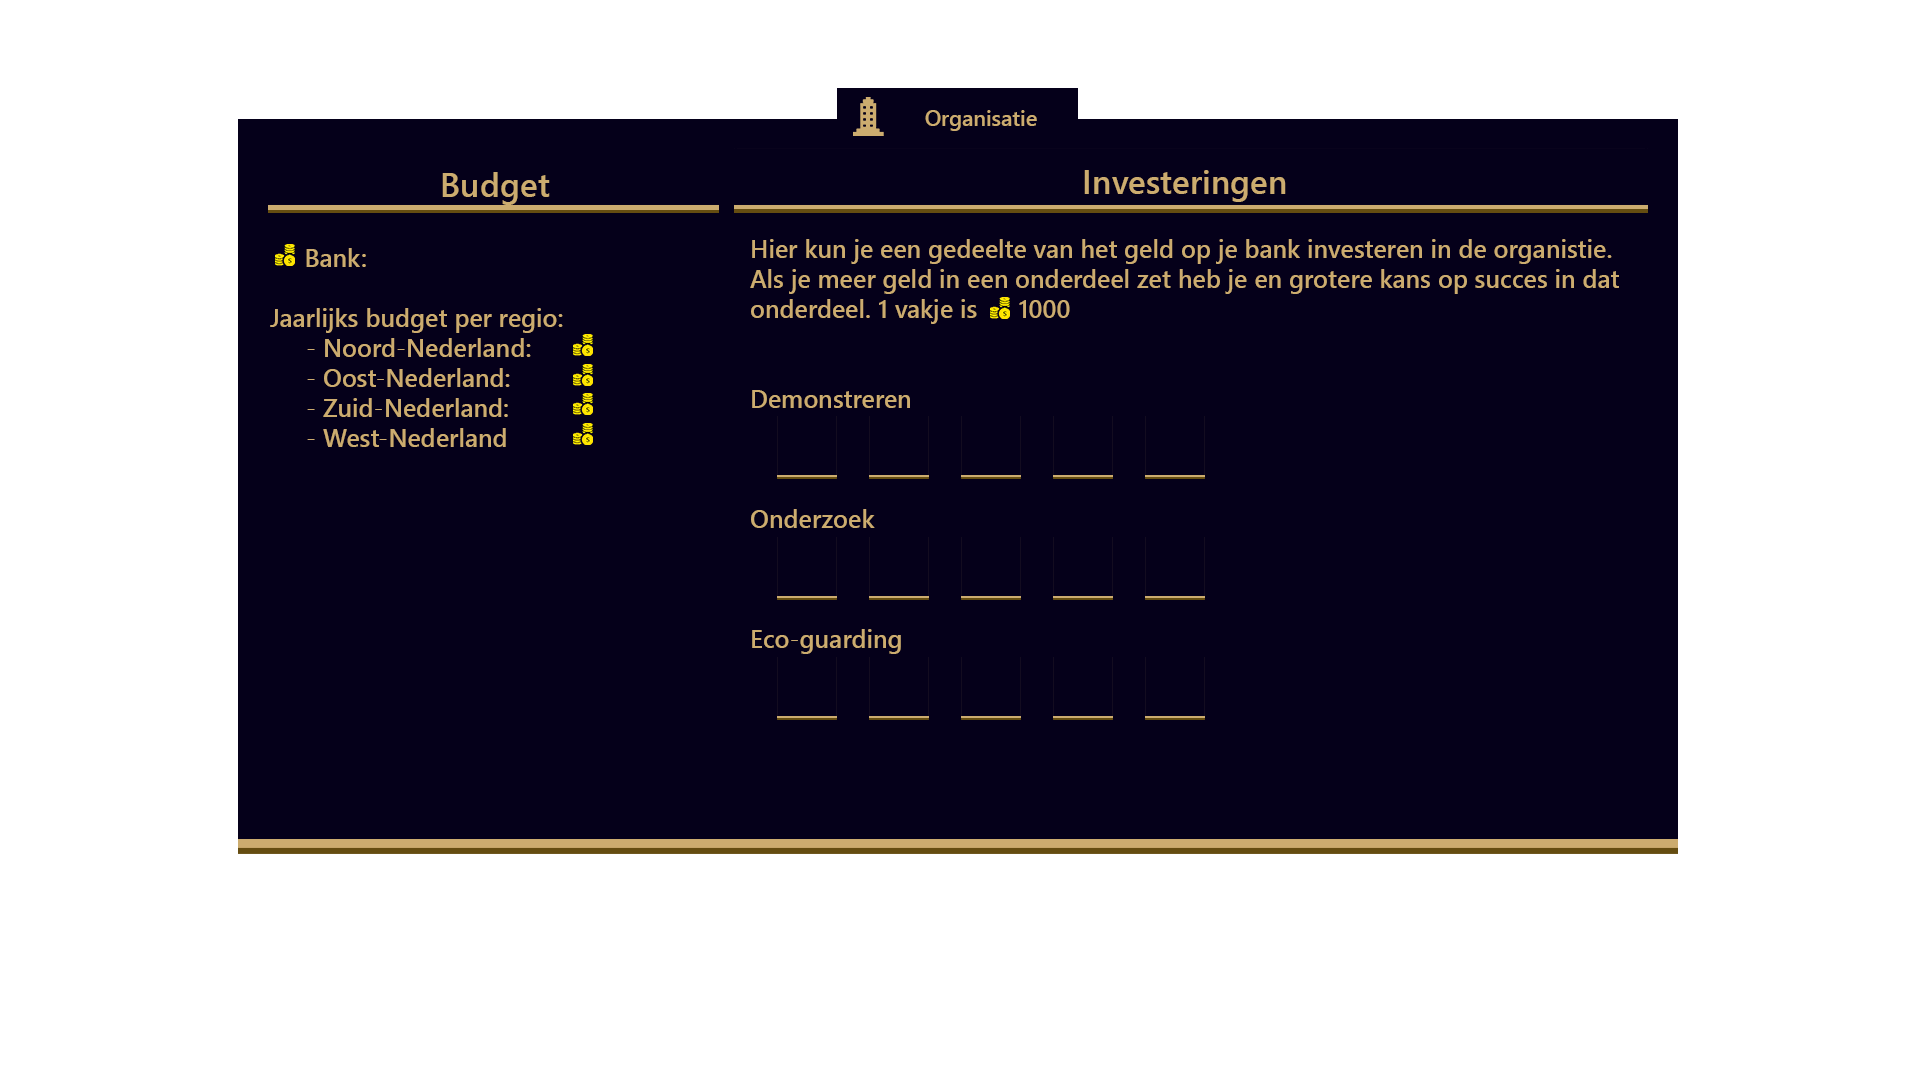 Organisatie
Budget
Bank:
Jaarlijks budget per regio:
- Noord-Nederland:
- Oost-Nederland:
- Zuid-Nederland:
- West-Nederland
Investeringen
Hier kun je een gedeelte van het geld op je bank investeren in de organistie.
Als je meer geld in een onderdeel zet heb je en grotere kans op succes in dat
onderdeel. 1 vakje is 1000
Demonstreren
Onderzoek
Eco-guarding